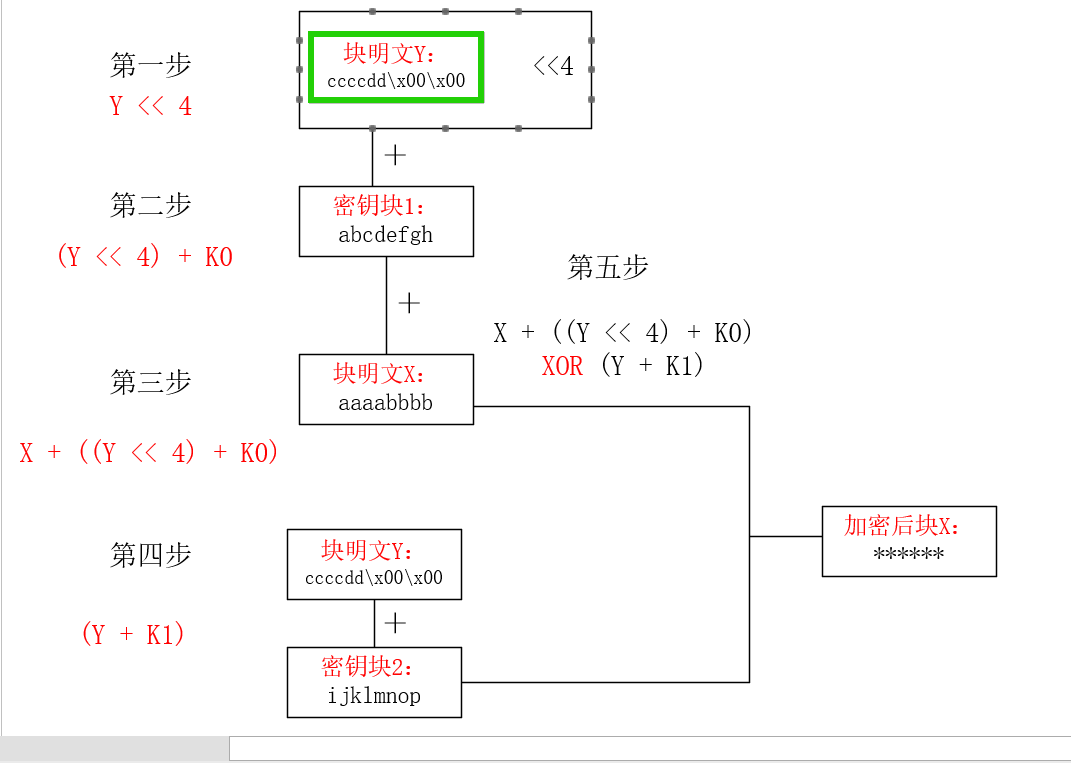 第一步
Y << 4
块明文Y：
ccccdd\x00\x00
<<4
+
第二步
(Y << 4) + K0
密钥块1：
abcdefgh
+
第三步
X + ((Y << 4) + K0)
块明文X：
aaaabbbb
第四步
(Y + K1)
块明文Y：
ccccdd\x00\x00
+
密钥块2：
ijklmnop
第五步
X + ((Y << 4) + K0)
XOR (Y + K1)
加密后块X：
******